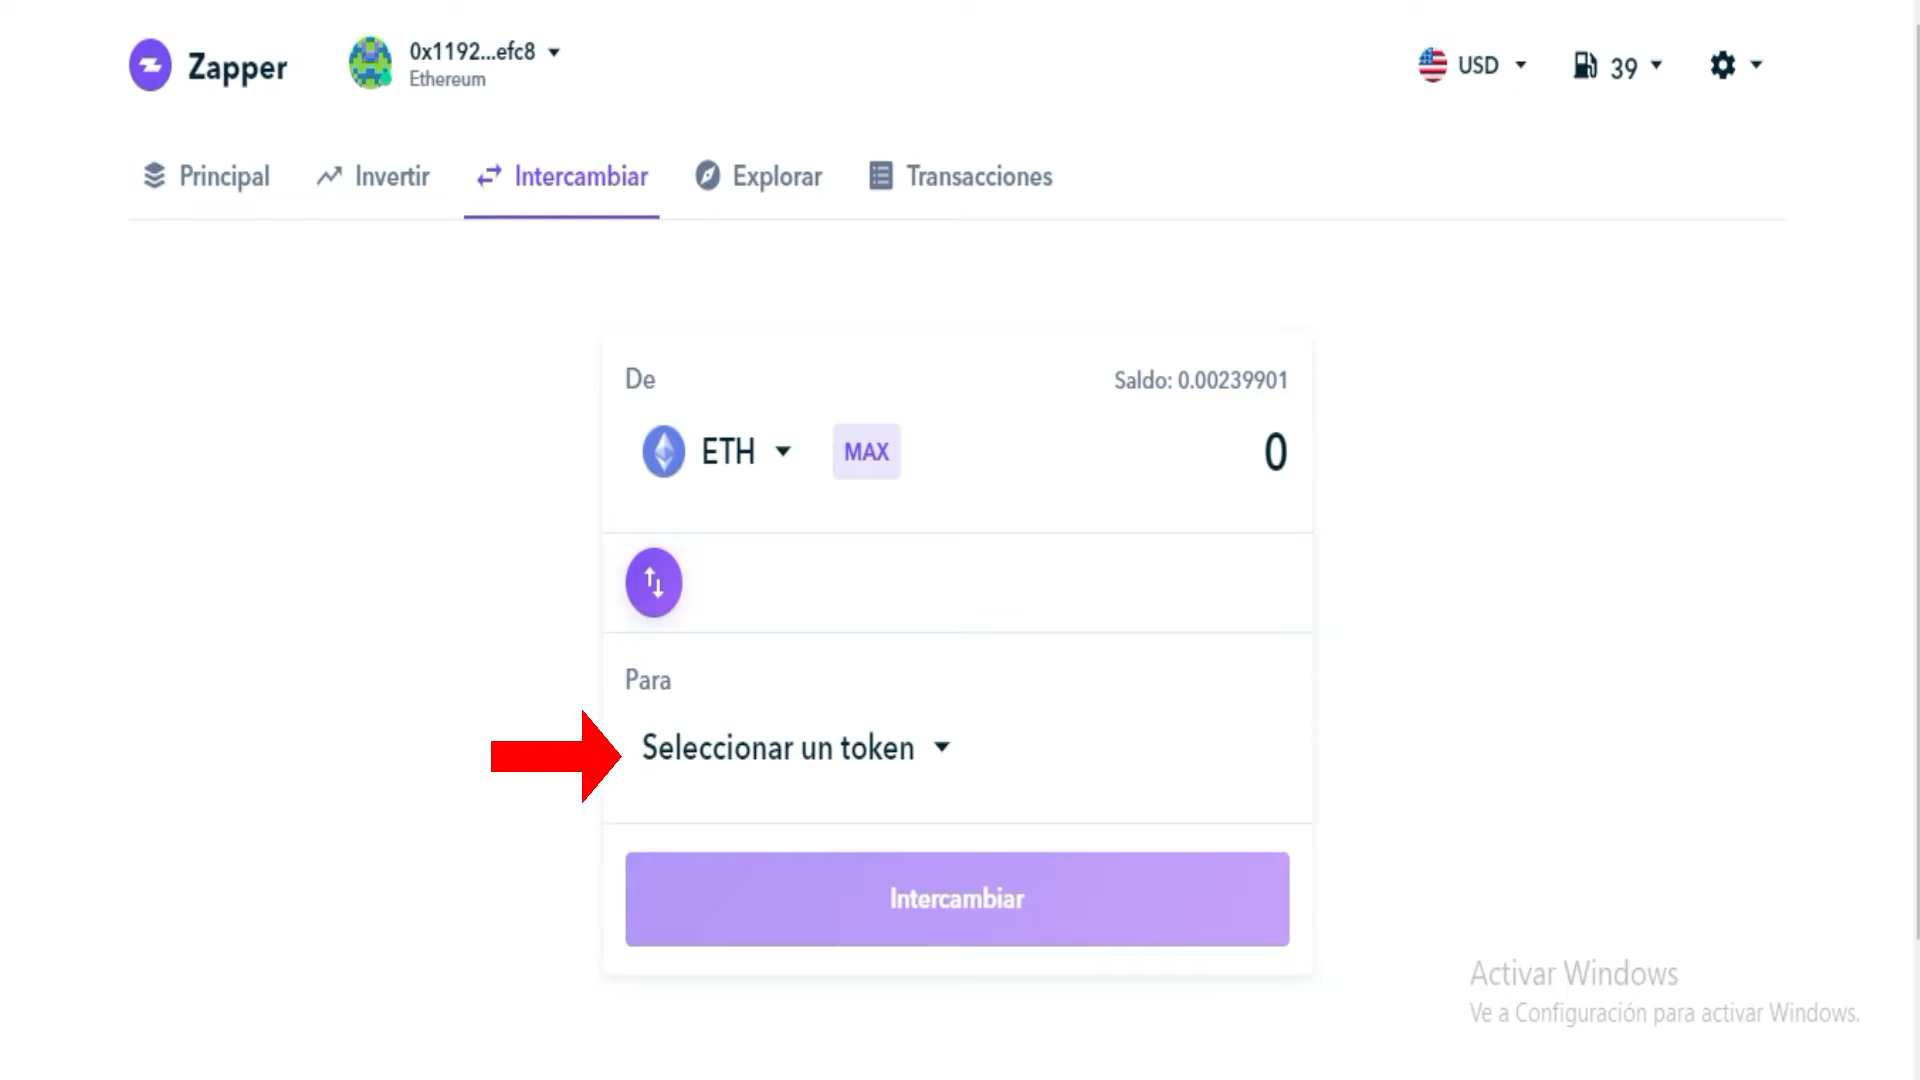 Zapper
0x1192...efc8
Ethereum
USD
39
Principal
Invertir
Intercambiar
Explorar
Transacciones
De
Saldo: 0.00239901
ETH
MAX
0
Para
Seleccionar un token
Intercambiar
Activar Windows
Ve a Configuración para activar Windows.